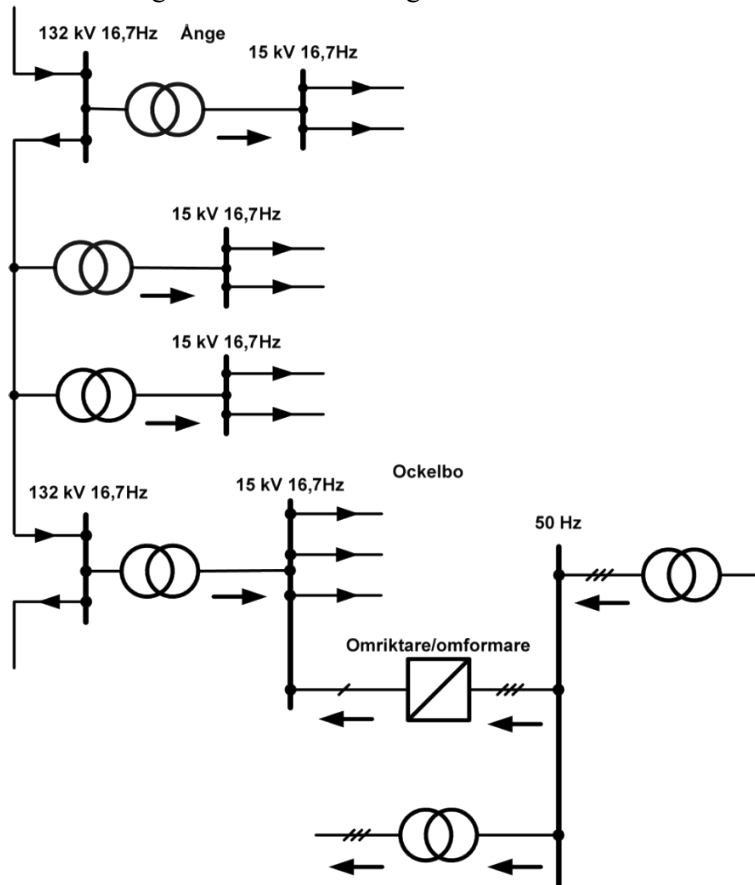 132 kV 16,7Hz Ånge
15 kV 16,7Hz
15 kV 16,7Hz
15 kV 16,7Hz
Ockelbo
132 kV 16,7Hz
15 kV 16,7Hz
50 Hz
Omriktare/omformare